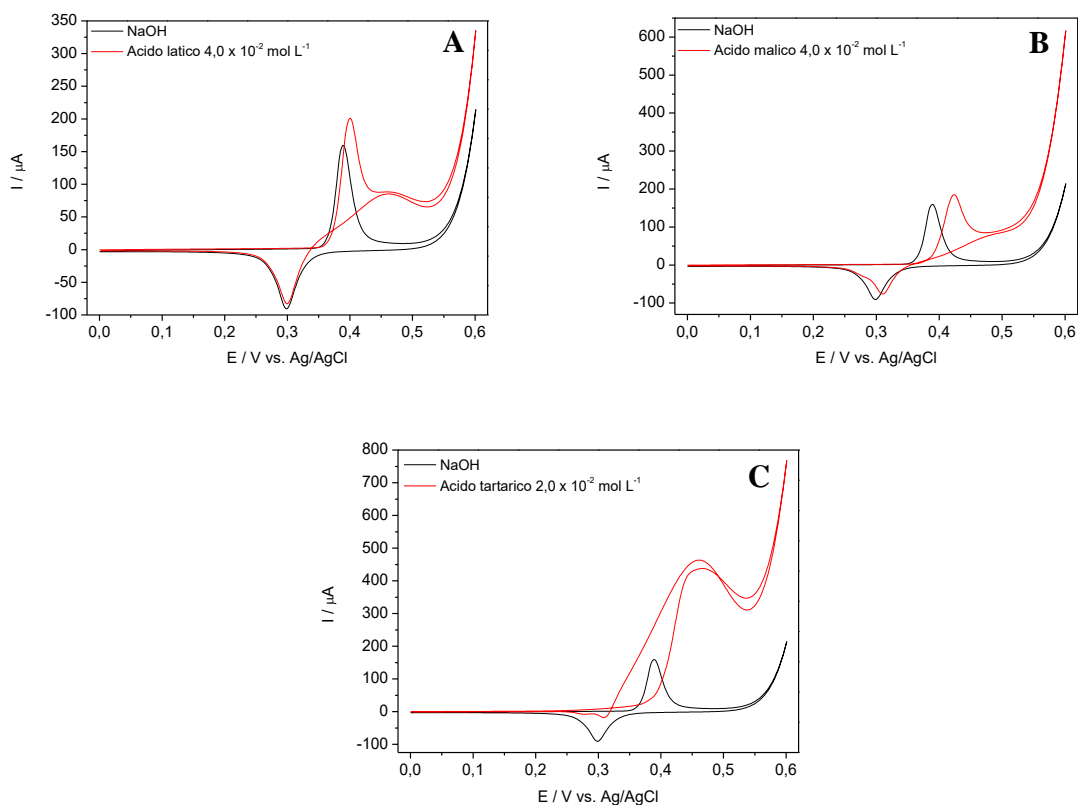 A
NaOH
Acido latico 4,0 x 10⁻² mol L⁻¹
350
300
250
200
150
100
50
0
-50
-100
I / µA
0,0 0,1 0,2 0,3 0,4 0,5 0,6
E / V vs. Ag/AgCl
B
NaOH
Acido malico 4,0 x 10⁻² mol L⁻¹
600
500
400
300
200
100
0
-100
I / µA
0,0 0,1 0,2 0,3 0,4 0,5 0,6
E / V vs. Ag/AgCl
C
NaOH
Acido tartarico 2,0 x 10⁻² mol L⁻¹
800
700
600
500
400
300
200
100
0
-100
I / µA
0,0 0,1 0,2 0,3 0,4 0,5 0,6
E / V vs. Ag/AgCl